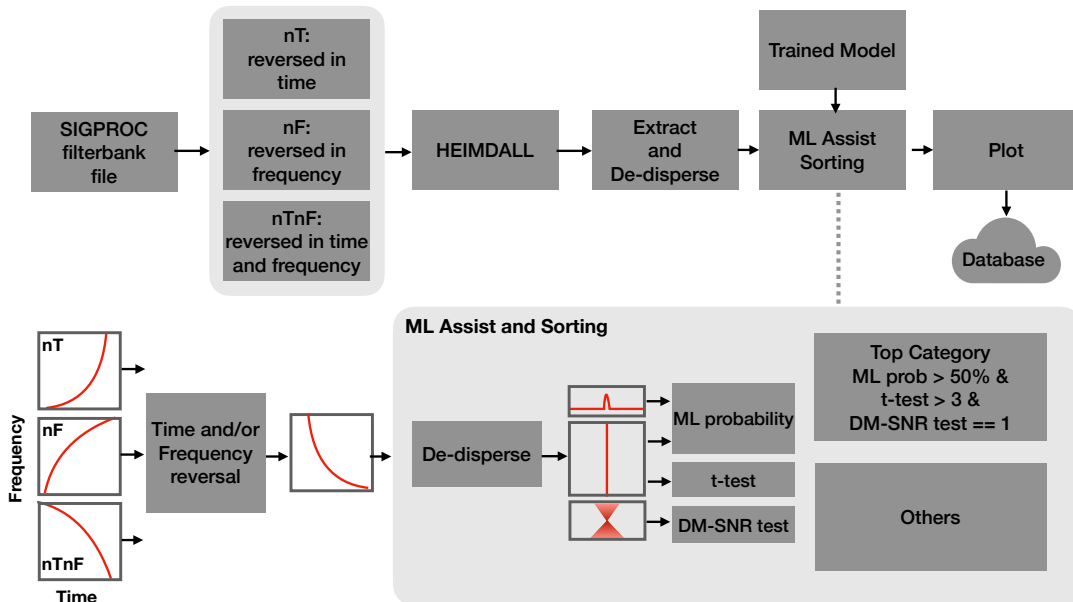 nT:
reversed in
time
Trained Model
SIGPROC
filterbank
file
nF:
reversed in
frequency
HEIMDALL
Extract
and
De-disperse
ML Assist
Sorting
Plot
nTnF:
reversed in time
and frequency
Database
ML Assist and Sorting
nT
nF
nTnF
Frequency
Time
Time and/or
Frequency
reversal
De-disperse
ML probability
t-test
DM-SNR test
Top Category
ML prob > 50% &
t-test > 3 &
DM-SNR test == 1
Others